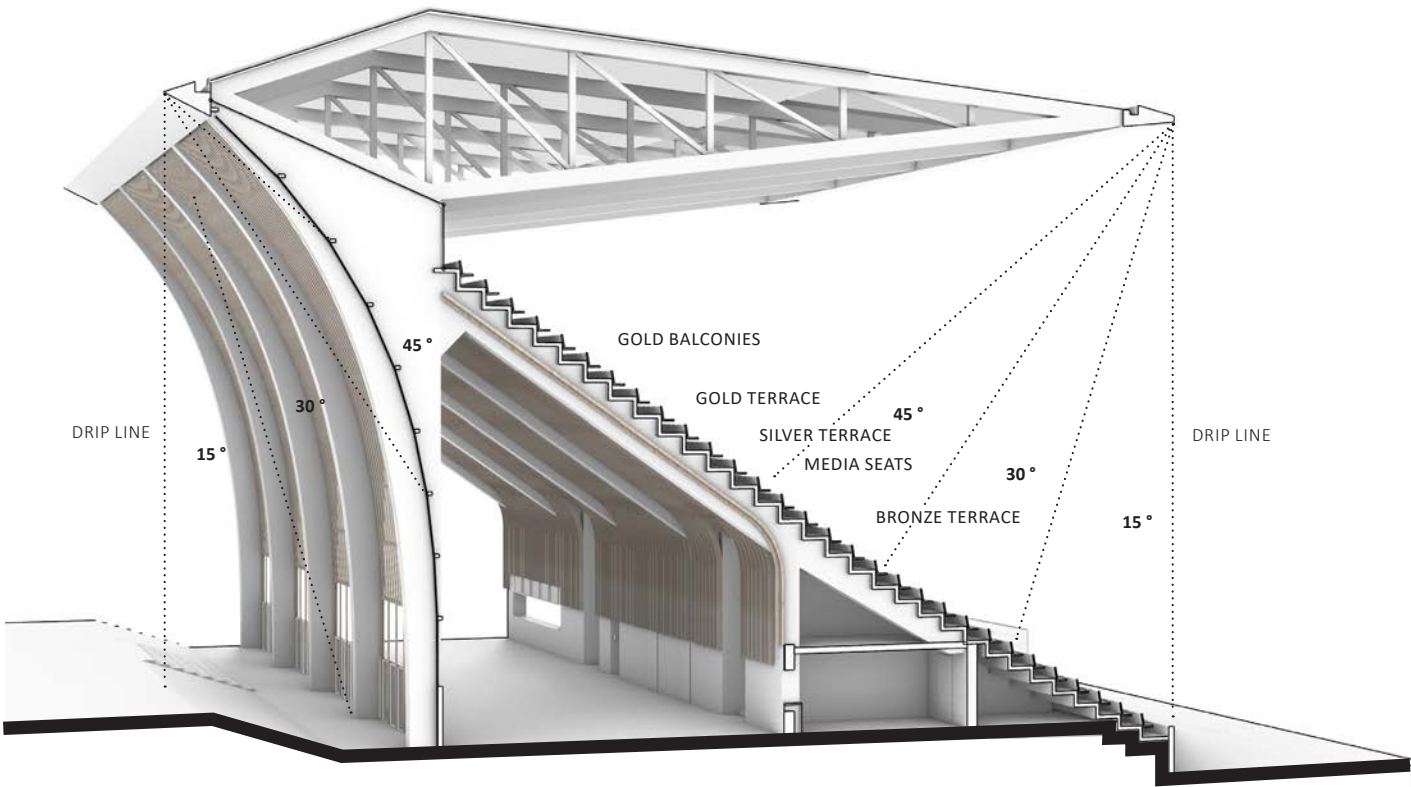 GOLD BALCONIES
45 °
GOLD TERRACE
30 °
45 °
DRIP LINE
SILVER TERRACE
DRIP LINE
15 °
MEDIA SEATS
30 °
BRONZE TERRACE
15 °